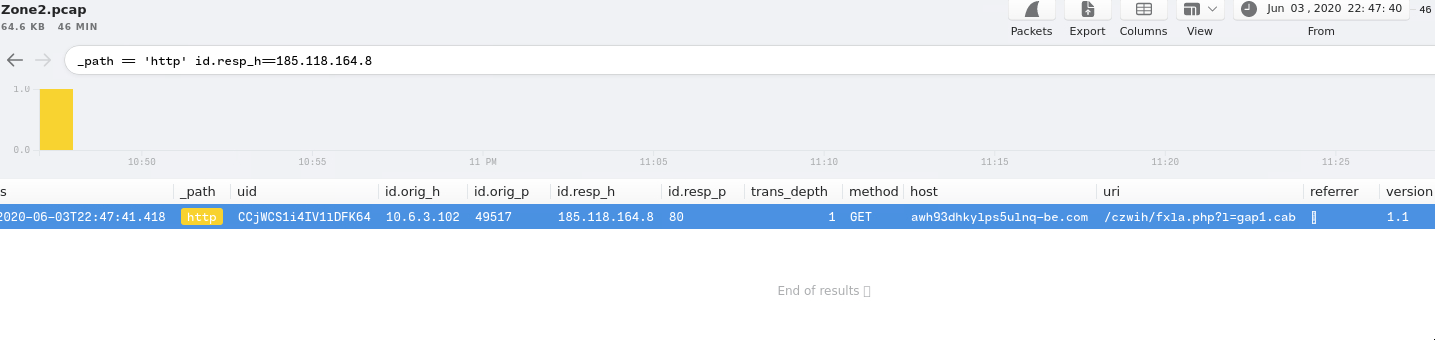 Zone2.pcap
64.6 KB 46 MIN
Packets Export Columns View
Jun 03 , 2020 22: 47: 40 - 46
From
_path == 'http' id.resp_h==185.118.164.8
1.0
0.0
10:50 10:55 11 PM 11:05 11:10 11:15 11:20 11:25
s _path uid id.orig_h id.orig_p id.resp_h id.resp_p trans_depth method host uri referrer version
2020-06-03T22:47:41.418 http CCjWCS1i4IV1lDFK64 10.6.3.102 49517 185.118.164.8 80 1 GET awh93dhkylps5ulnq-be.com /czwih/fxla.php?l=gap1.cab 1.1
End of results